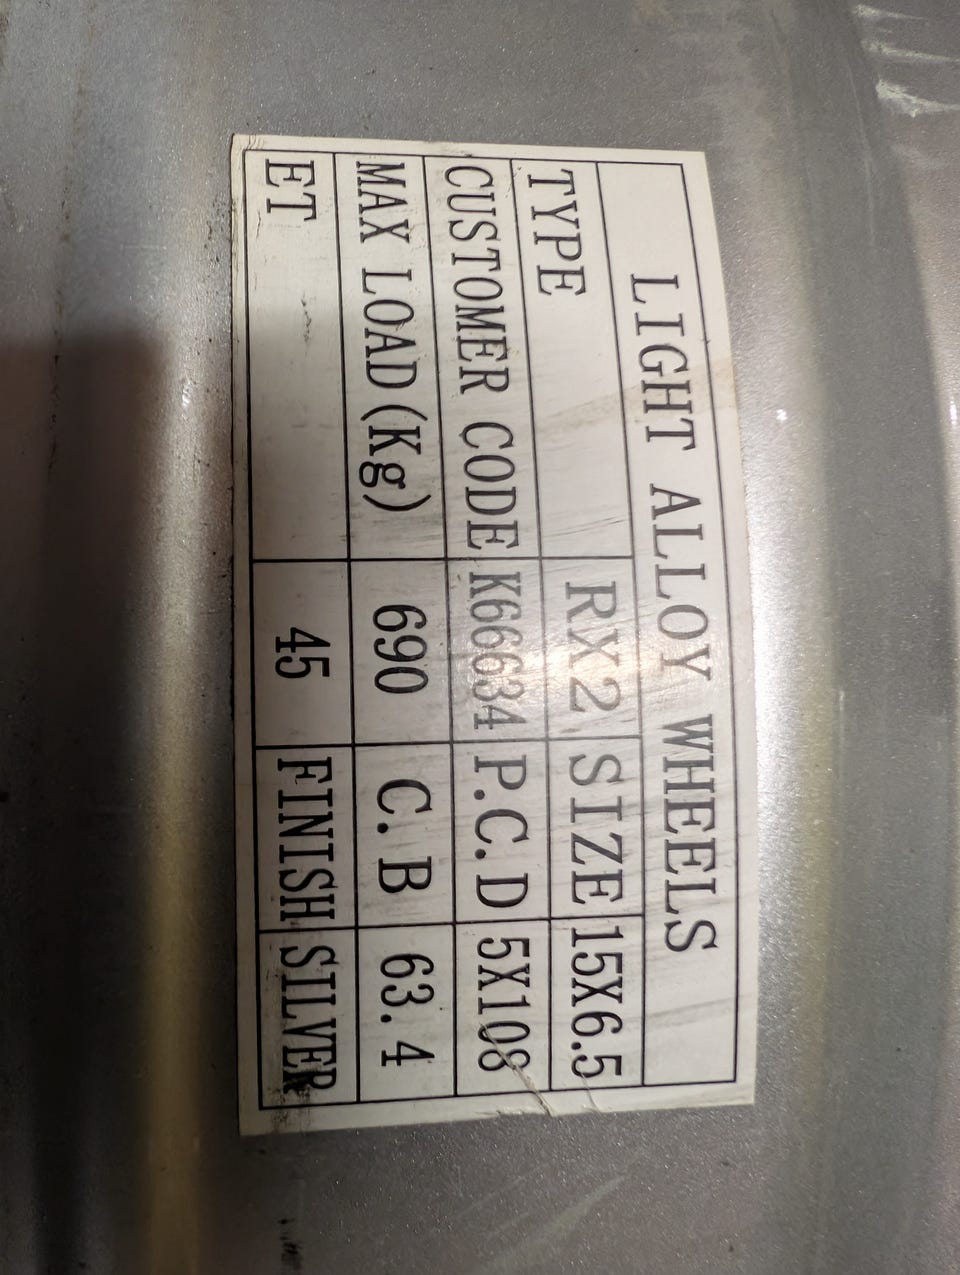 LIGHT ALLOY WHEELS
TYPE RX2 SIZE 15X6.5
CUSTOMER CODE K66634 P.C.D 5X108
MAX LOAD(Kg) 690 C.B 63.4
ET 45 FINISH SILVER